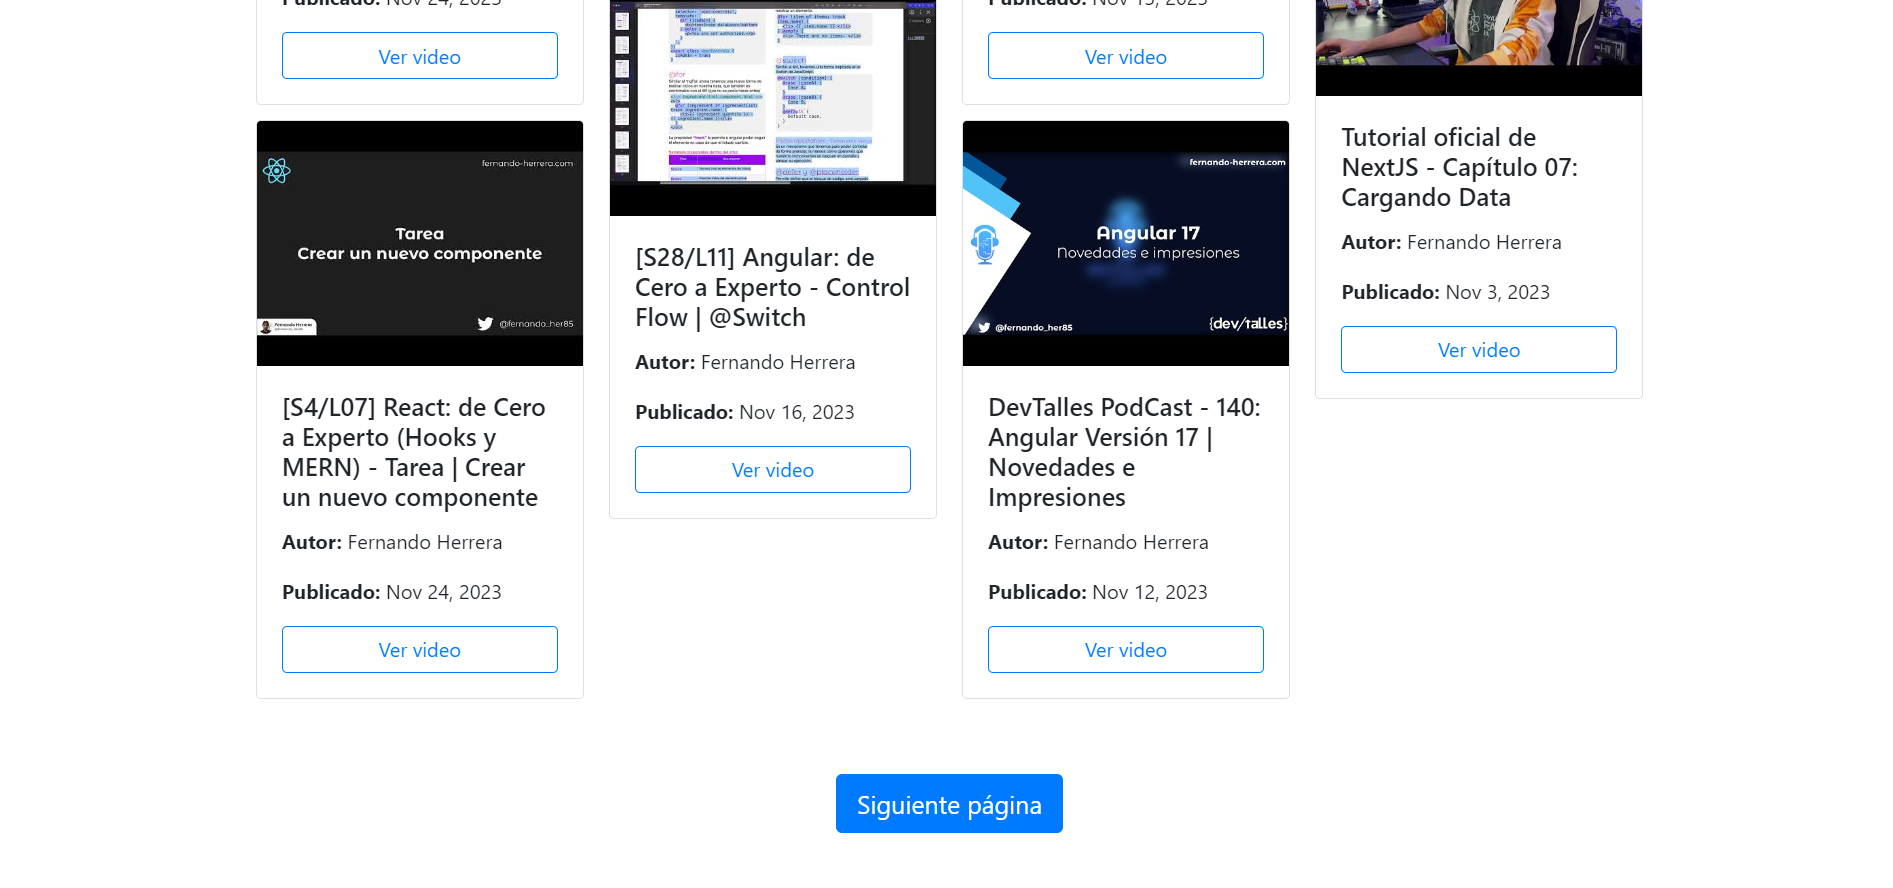 Publicado: Nov 24, 2023
Ver video
fernando-herrera.com
Tarea
Crear un nuevo componente
Fernando Herrera
@fernando_her85
[S4/L07] React: de Cero
a Experto (Hooks y
MERN) - Tarea | Crear
un nuevo componente
Autor: Fernando Herrera
Publicado: Nov 24, 2023
Ver video
@for
@switch
[S28/L11] Angular: de
Cero a Experto - Control
Flow | @Switch
Autor: Fernando Herrera
Publicado: Nov 16, 2023
Ver video
Ver video
fernando-herrera.com
Angular 17
Novedades e impresiones
@fernando_her85
{dev/talles}
DevTalles PodCast - 140:
Angular Versión 17 |
Novedades e
Impresiones
Autor: Fernando Herrera
Publicado: Nov 12, 2023
Ver video
Tutorial oficial de
NextJS - Capítulo 07:
Cargando Data
Autor: Fernando Herrera
Publicado: Nov 3, 2023
Ver video
Siguiente página